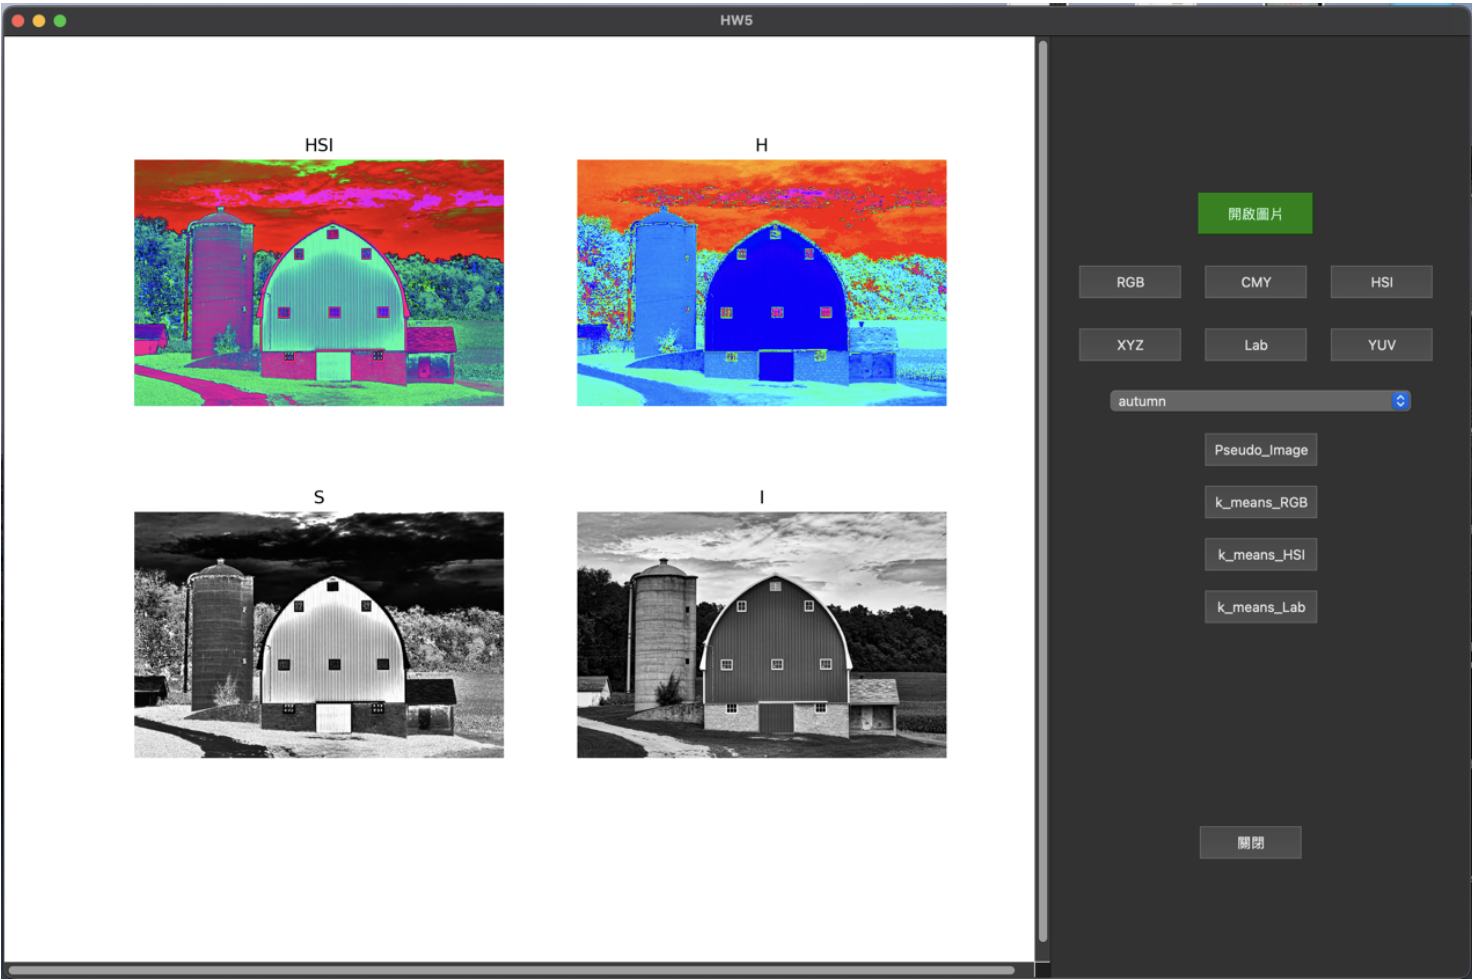 HW5
HSI
H
S
I
開啟圖片
RGB
CMY
HSI
XYZ
Lab
YUV
autumn
Pseudo_Image
k_means_RGB
k_means_HSI
k_means_Lab
關閉